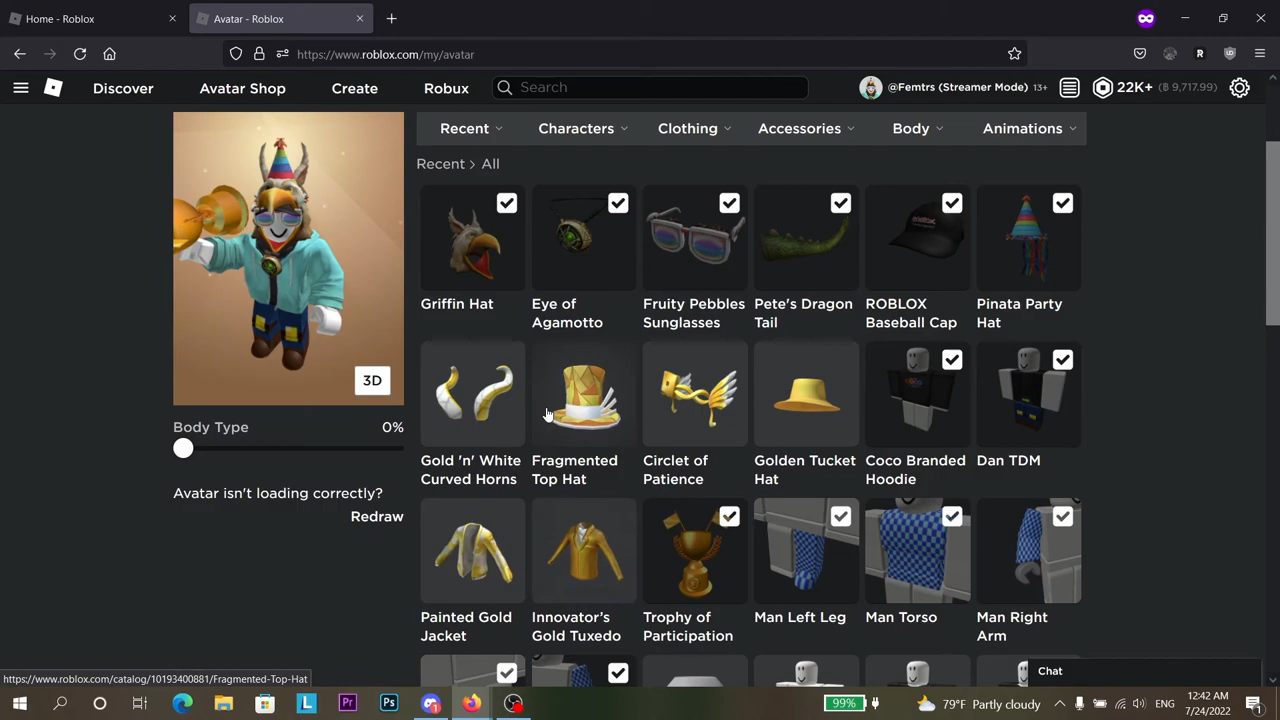 Home - Roblox
Avatar - Roblox
https://www.roblox.com/my/avatar
Discover
Avatar Shop
Create
Robux
Search
@Femtrs (Streamer Mode) 13+
22K+
(฿ 9,717.99)
Recent
Characters
Clothing
Accessories
Body
Animations
Recent > All
Griffin Hat
Eye of
Agamotto
Fruity Pebbles
Sunglasses
Pete's Dragon
Tail
ROBLOX
Baseball Cap
Pinata Party
Hat
3D
Body Type
0%
Gold 'n' White
Curved Horns
Fragmented
Top Hat
Circlet of
Patience
Golden Tucket
Hat
Coco Branded
Hoodie
Dan TDM
Avatar isn't loading correctly?
Redraw
Painted Gold
Jacket
Innovator's
Gold Tuxedo
Trophy of
Participation
Man Left Leg
Man Torso
Man Right
Arm
Chat
https://www.roblox.com/catalog/10193400881/Fragmented-Top-Hat
L
Pr
Ps
99%
79°F Partly cloudy
12:42 AM
7/24/2022